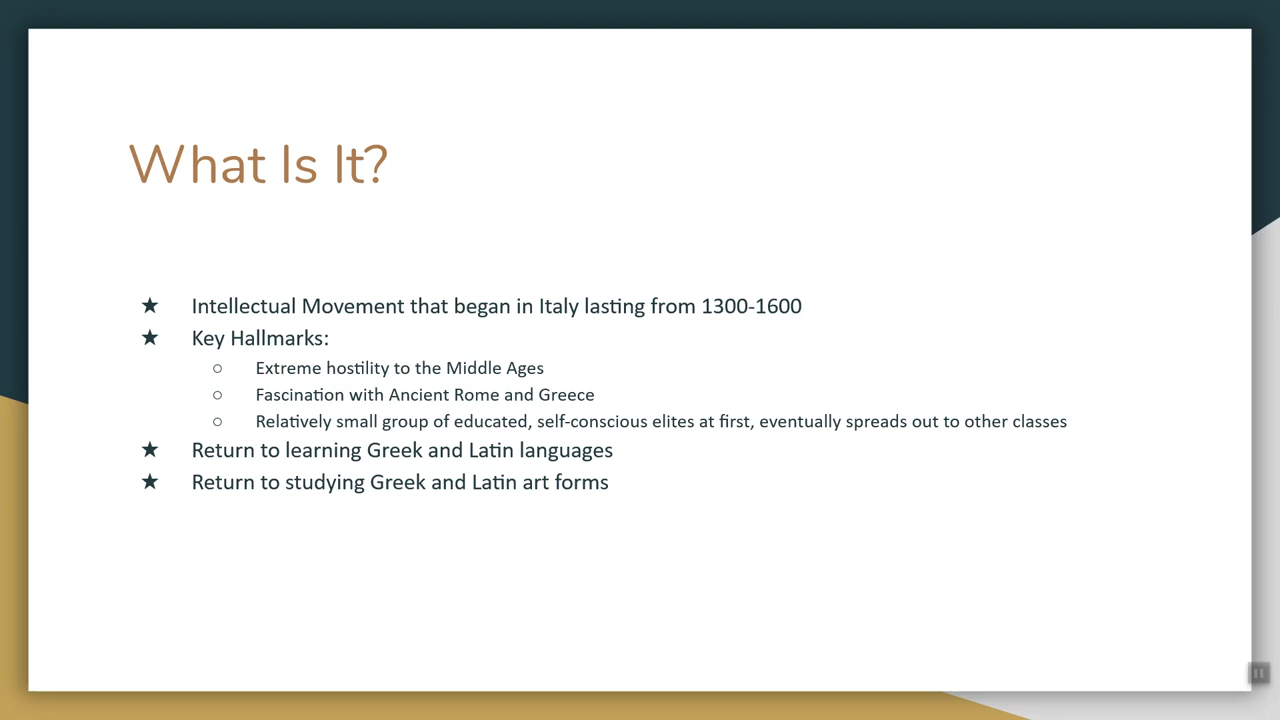 What Is It?
★ Intellectual Movement that began in Italy lasting from 1300-1600
★ Key Hallmarks:
○ Extreme hostility to the Middle Ages
○ Fascination with Ancient Rome and Greece
○ Relatively small group of educated, self-conscious elites at first, eventually spreads out to other classes
★ Return to learning Greek and Latin languages
★ Return to studying Greek and Latin art forms